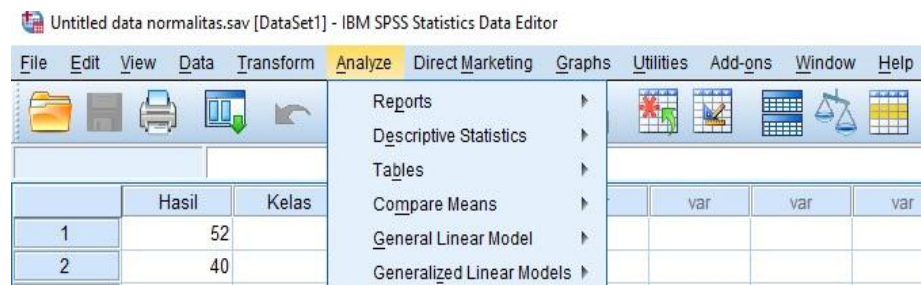 Untitled data normalitas.sav [DataSet1] - IBM SPSS Statistics Data Editor
File Edit View Data Transform Analyze Direct Marketing Graphs Utilities Add-ons Window Help
Reports
Descriptive Statistics
Tables
Hasil Kelas Compare Means var var var
1 52 General Linear Model
2 40 Generalized Linear Models